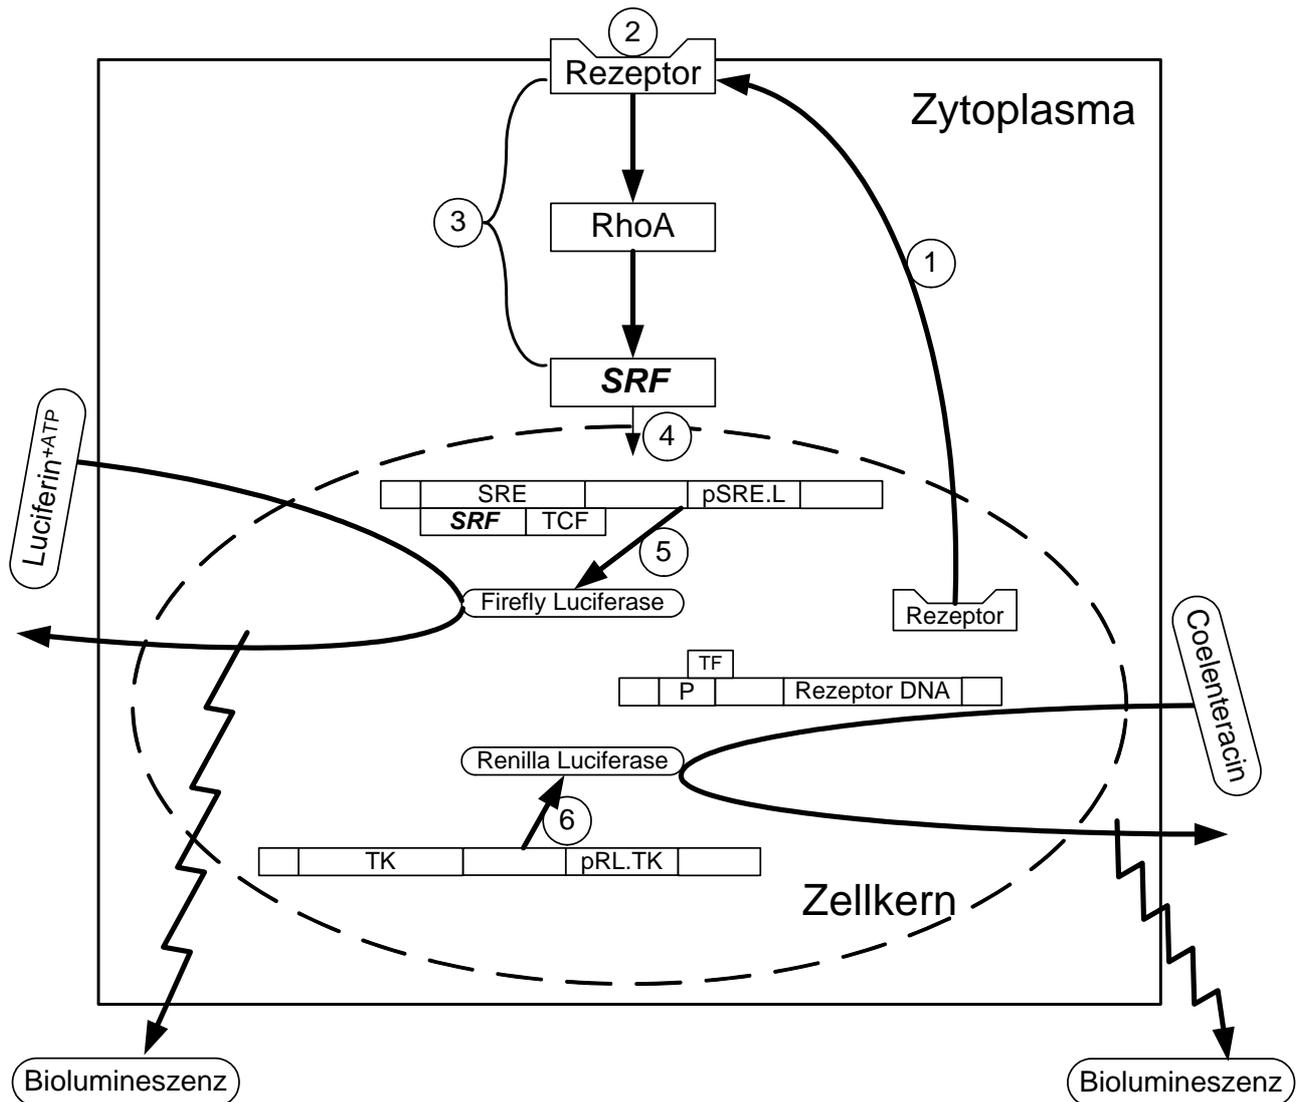 2
Rezeptor
Zytoplasma
3
RhoA
1
SRF
4
Luciferin+ATP
SRE
pSRE.L
SRF
TCF
5
Firefly Luciferase
Rezeptor
TF
P
Rezeptor DNA
Coelenteracin
Renilla Luciferase
6
TK
pRL.TK
Zellkern
Biolumineszenz
Biolumineszenz